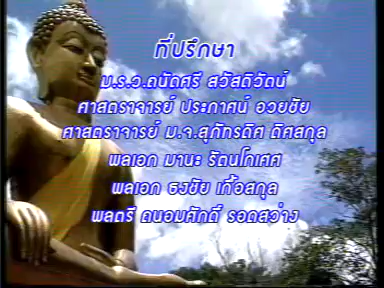 ที่ปรึกษา
ม.ร.ว.ถนัดศรี สวัสดิวัตน์
ศาสตราจารย์ ประภาศน์ อวยชัย
ศาสตราจารย์ ม.จ.สุภัทรดิศ ดิศสกุล
พลเอก มานะ รัตนโกเศศ
พลเอก ธงชัย เกื้อสกุล
พลตรี ถนอมศักดิ์ รอดสว่าง